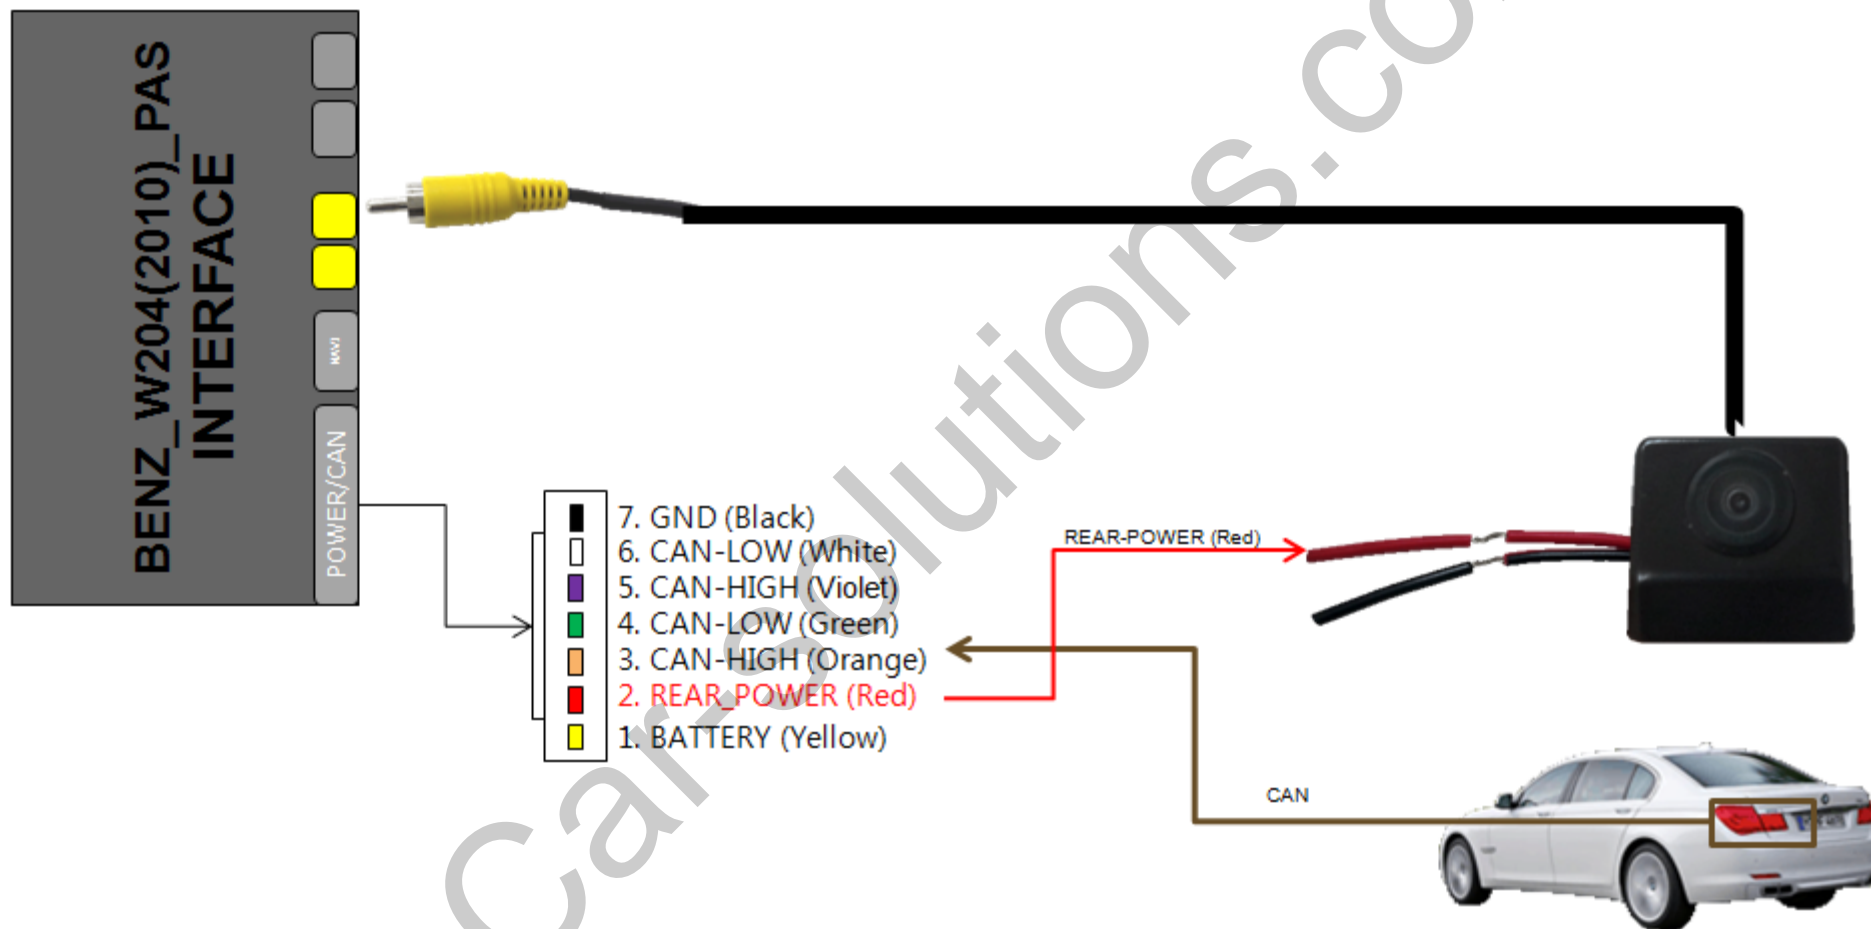 BENZ_W204(2010)_PAS
INTERFACE
NAVI
POWER/CAN
7. GND (Black)
6. CAN-LOW (White)
5. CAN-HIGH (Violet)
4. CAN-LOW (Green)
3. CAN-HIGH (Orange)
2. REAR_POWER (Red)
1. BATTERY (Yellow)
REAR-POWER (Red)
CAN
Car-solutions.co